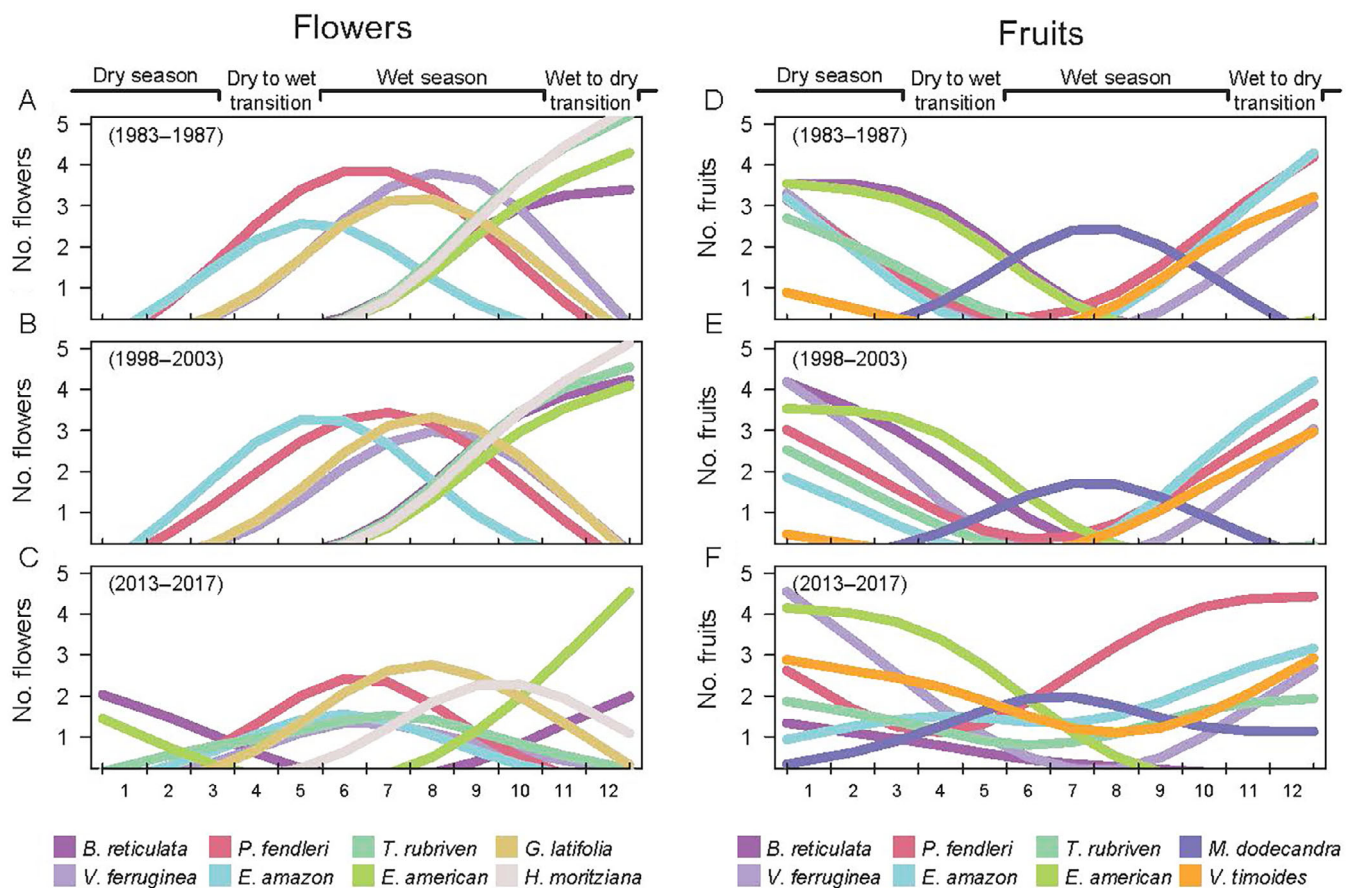 Flowers
Fruits
Dry season
Dry to wet
transition
Wet season
Wet to dry
transition
Dry season
Dry to wet
transition
Wet season
Wet to dry
transition
A
(1983–1987)
No. flowers
5
4
3
2
1
D
(1983–1987)
No. fruits
5
4
3
2
1
B
(1998–2003)
No. flowers
5
4
3
2
1
E
(1998–2003)
No. fruits
5
4
3
2
1
C
(2013–2017)
No. flowers
5
4
3
2
1
F
(2013–2017)
No. fruits
5
4
3
2
1
1 2 3 4 5 6 7 8 9 10 11 12
1 2 3 4 5 6 7 8 9 10 11 12
B. reticulata P. fendleri T. rubriven G. latifolia
V. ferruginea E. amazon E. american H. moritziana
B. reticulata P. fendleri T. rubriven M. dodecandra
V. ferruginea E. amazon E. american V. timoides